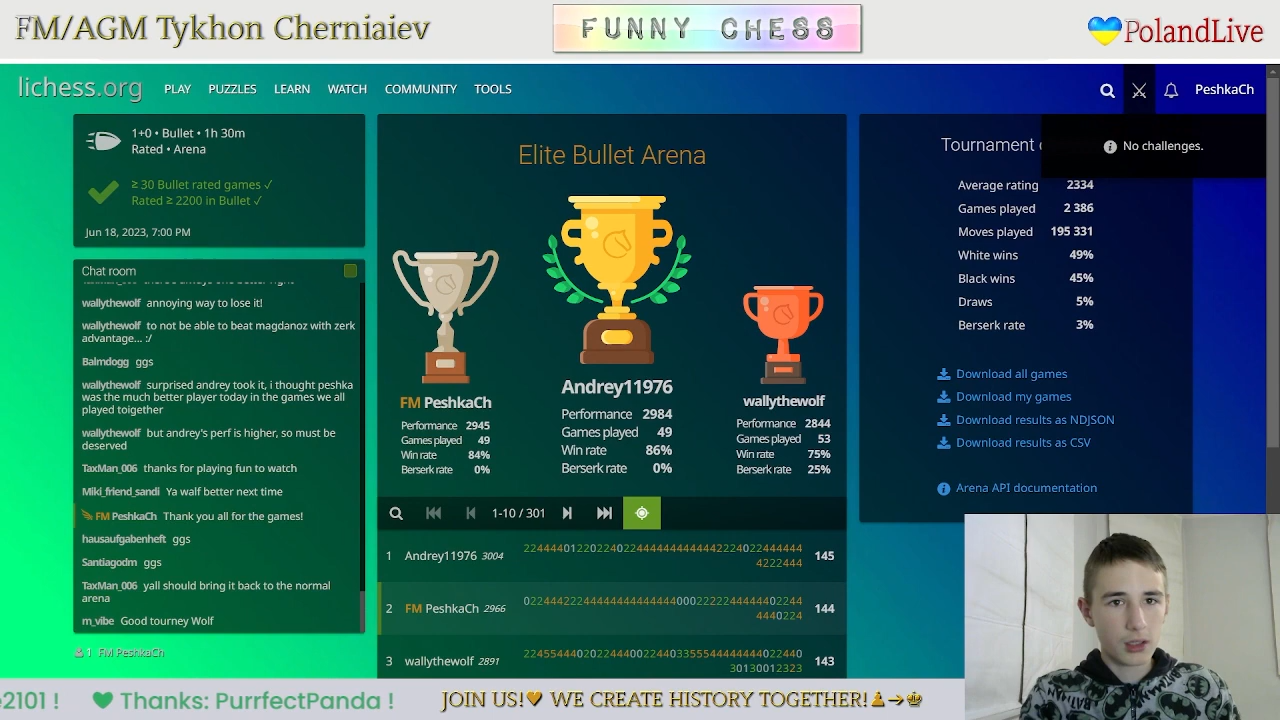 FM/AGM Tykhon Cherniaiev
FUNNY CHESS
PolandLive
lichess.org PLAY PUZZLES LEARN WATCH COMMUNITY TOOLS PeshkaCh
No challenges.
1+0 • Bullet • 1h 30m
Rated • Arena
≥ 30 Bullet rated games ✓
Rated ≥ 2200 in Bullet ✓
Jun 18, 2023, 7:00 PM
Chat room
wallythewolf annoying way to lose it!
wallythewolf to not be able to beat magdanoz with zerk
advantage... :/
Balmdogg ggs
wallythewolf surprised andrey took it, i thought peshka
was the much better player today in the games we all
played toigether
wallythewolf but andrey's perf is higher, so must be
deserved
TaxMan_006 thanks for playing fun to watch
Miki_friend_sandi Ya walf better next time
FM PeshkaCh Thank you all for the games!
hausaufgabenheft ggs
Santiagodm ggs
TaxMan_006 yall should bring it back to the normal
arena
m_vibe Good tourney Wolf
1 FM PeshkaCh
Elite Bullet Arena
FM PeshkaCh
Performance 2945
Games played 49
Win rate 84%
Berserk rate 0%
Andrey11976
Performance 2984
Games played 49
Win rate 86%
Berserk rate 0%
wallythewolf
Performance 2844
Games played 53
Win rate 75%
Berserk rate 25%
1-10 / 301
1 Andrey11976 3004 145
2 FM PeshkaCh 2966 144
3 wallythewolf 2891 143
Tournament
Average rating 2334
Games played 2 386
Moves played 195 331
White wins 49%
Black wins 45%
Draws 5%
Berserk rate 3%
Download all games
Download my games
Download results as NDJSON
Download results as CSV
Arena API documentation
e2101 ! Thanks: PurrfectPanda !
JOIN US! WE CREATE HISTORY TOGETHER!